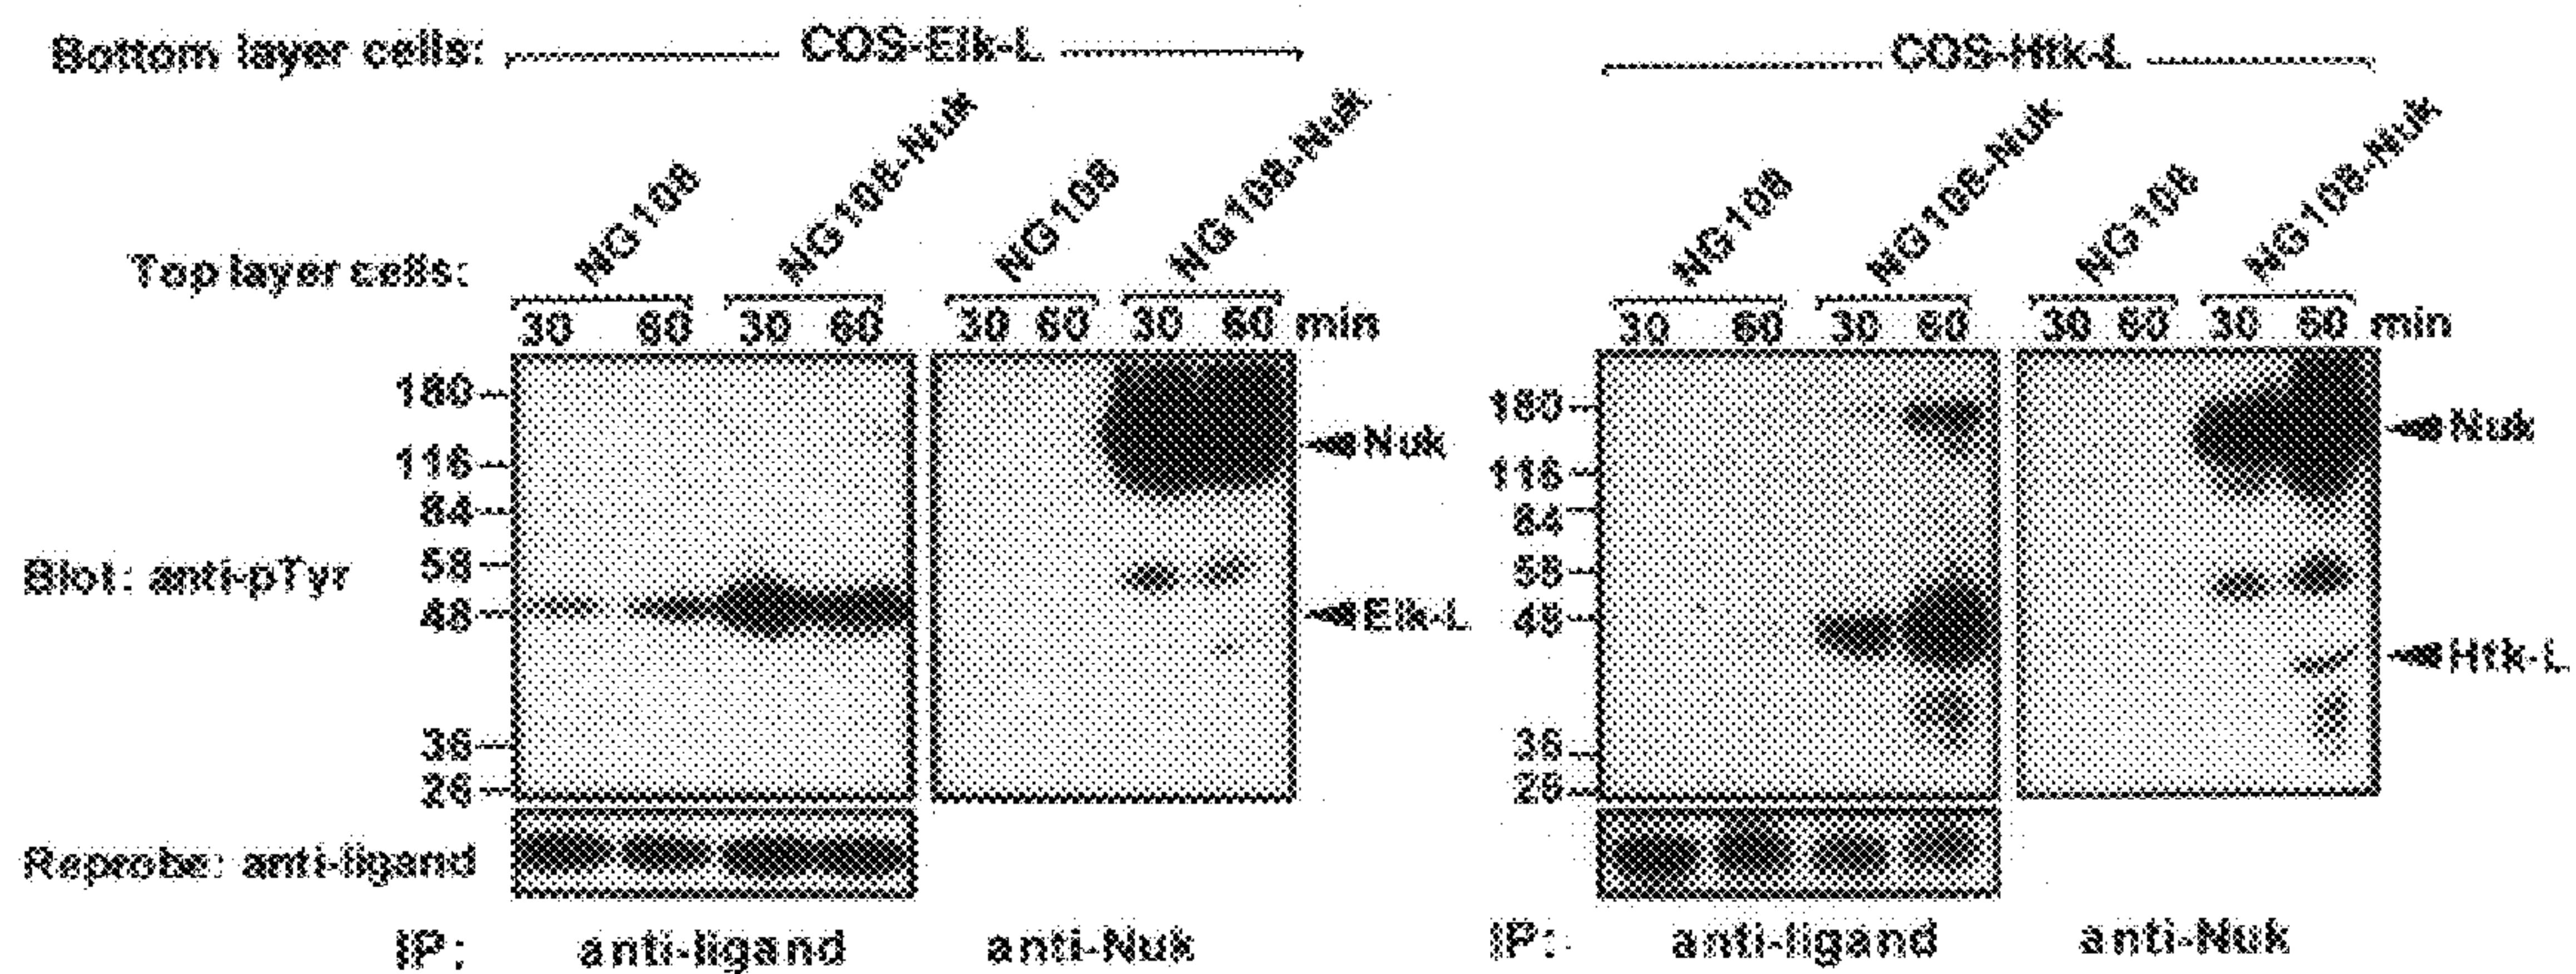 Bottom layer cells: COS-Elk-L COS-Htk-L
Top layer cells: NG108 NG108-Nuk NG108 NG108-Nuk NG108 NG108-Nuk NG108 NG108-Nuk
30 60 30 60 30 60 30 60 min 30 60 30 60 30 60 30 60 min
180 180
Nuk Nuk
116 116
84 84
58 58
Blot: anti-pTyr
48 48
Elk-L Htk-L
36 36
26 26
Reprobe: anti-ligand
IP: anti-ligand anti-Nuk IP: anti-ligand anti-Nuk